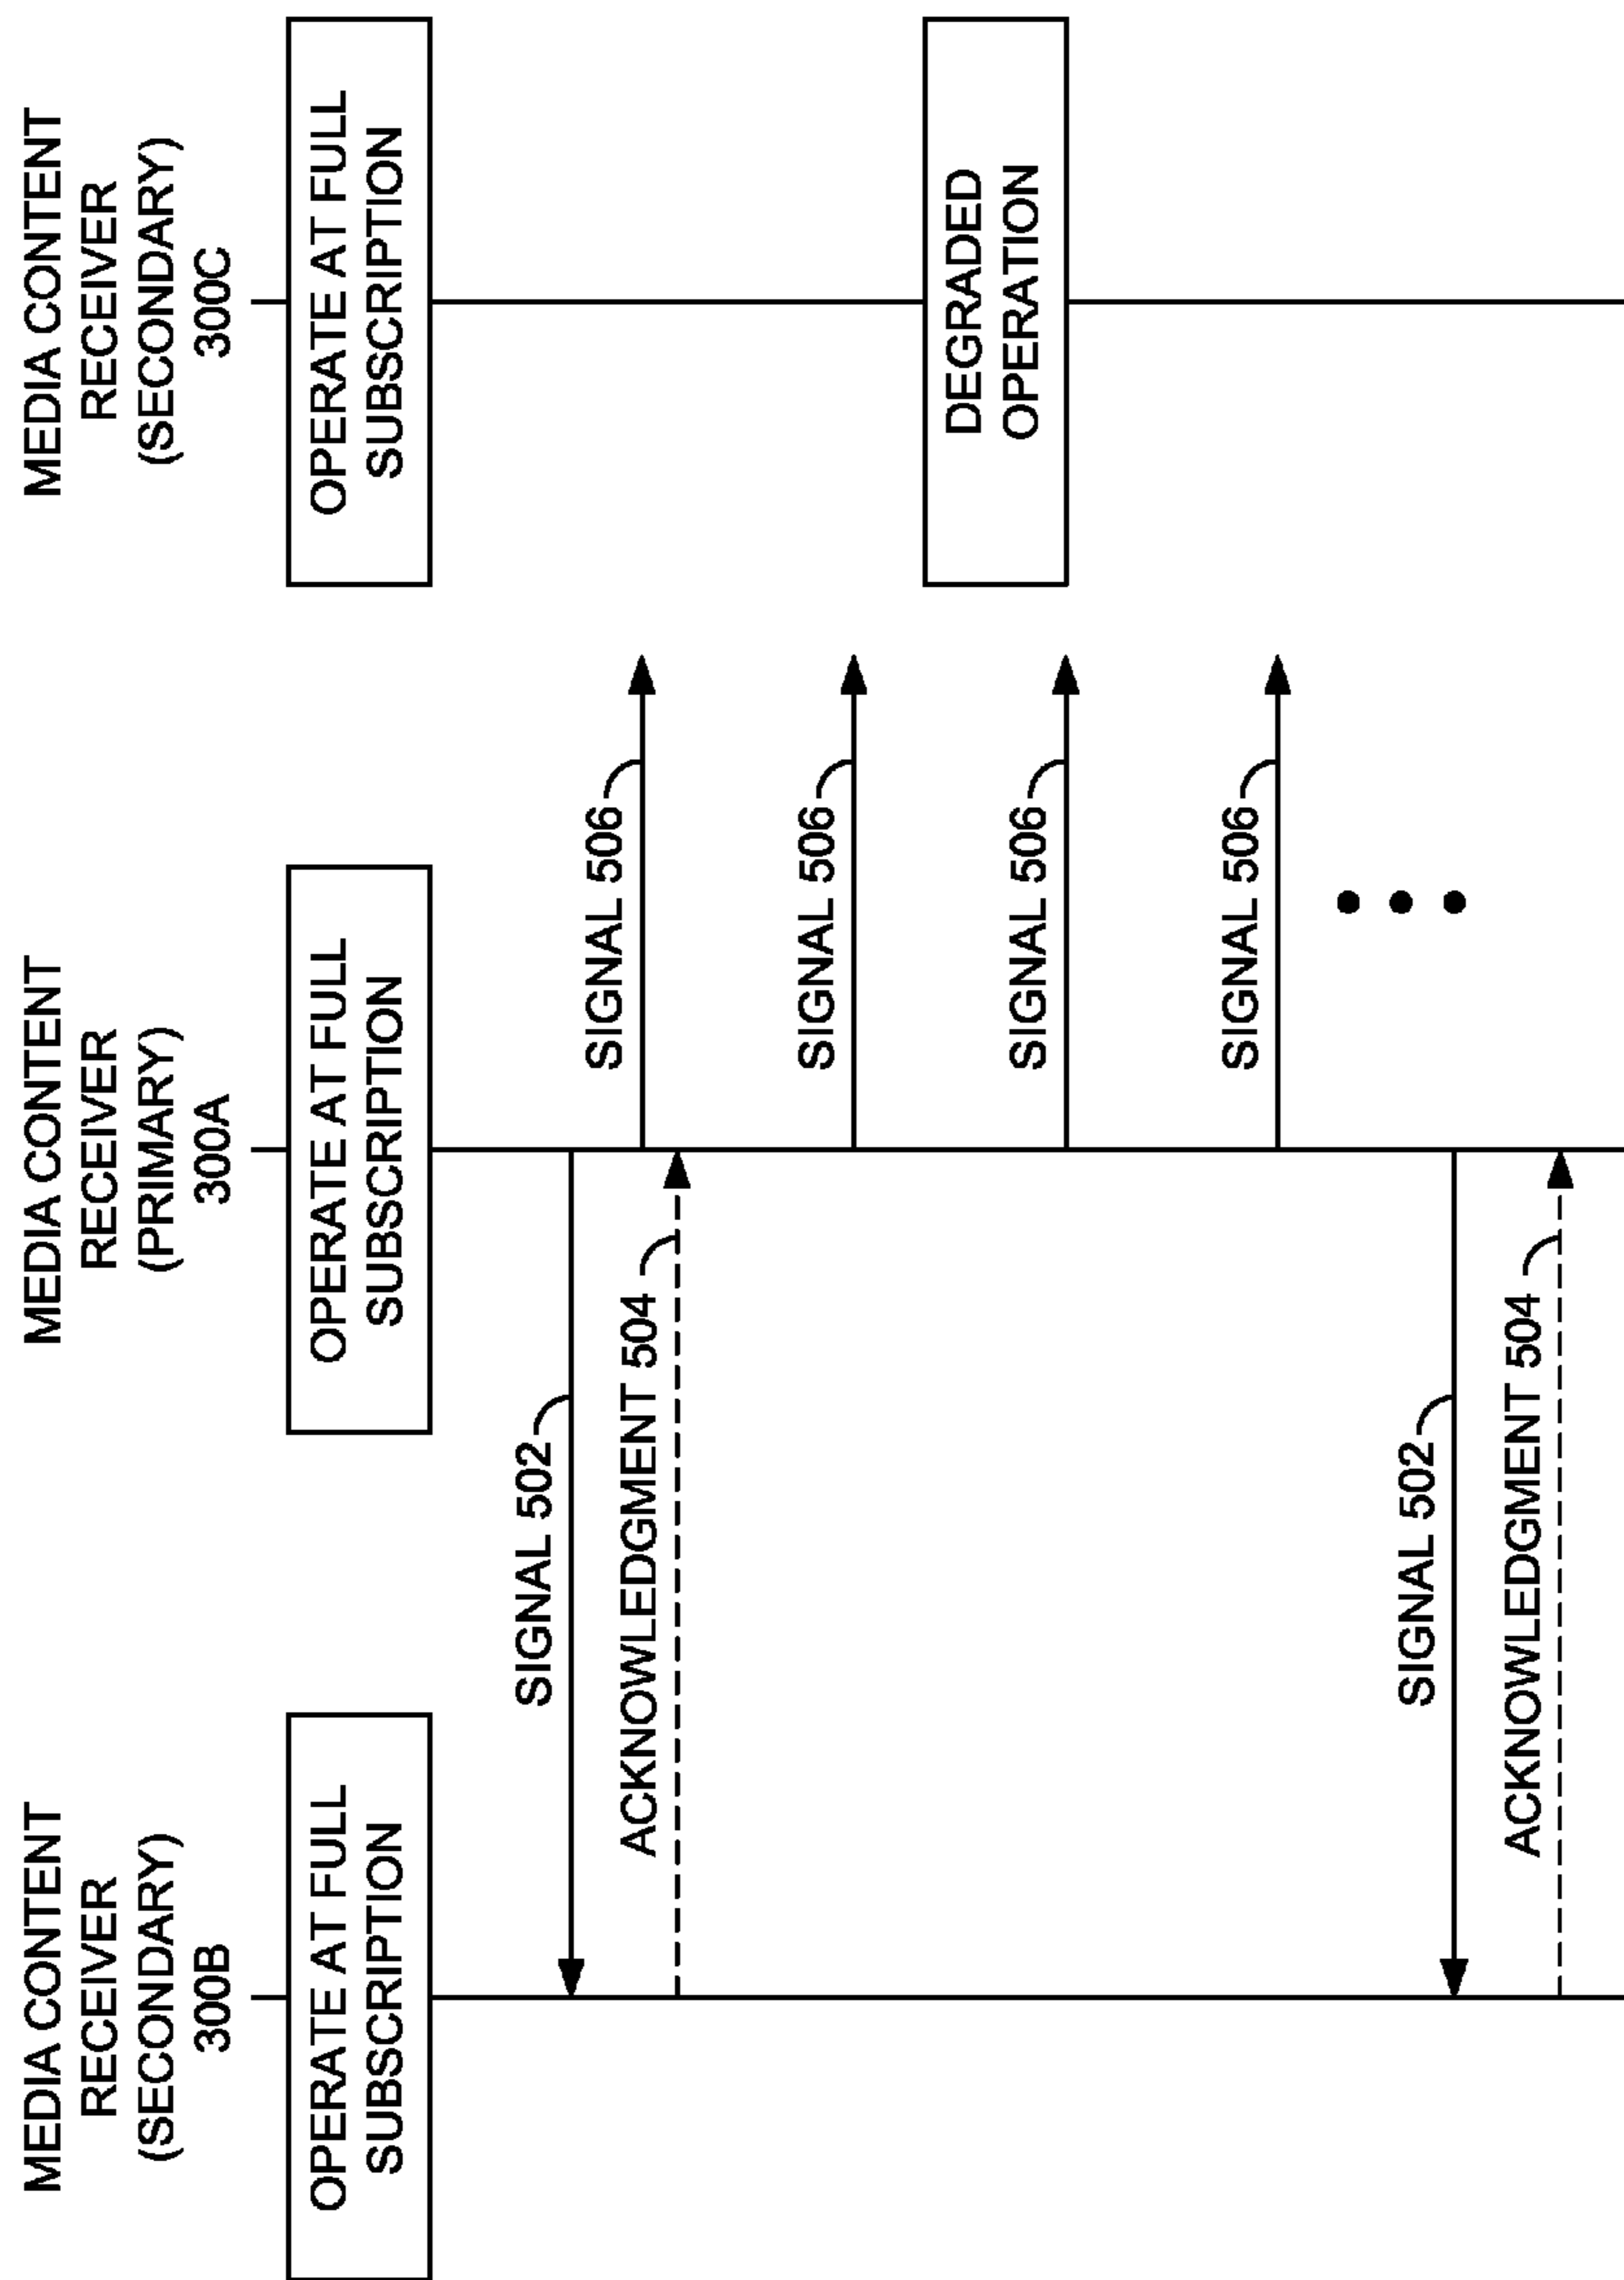 MEDIA CONTENT
RECEIVER
(SECONDARY)
300B
MEDIA CONTENT
RECEIVER
(PRIMARY)
300A
MEDIA CONTENT
RECEIVER
(SECONDARY)
300C
OPERATE AT FULL
SUBSCRIPTION
OPERATE AT FULL
SUBSCRIPTION
OPERATE AT FULL
SUBSCRIPTION
SIGNAL 502
SIGNAL 506
ACKNOWLEDGMENT 504
SIGNAL 506
DEGRADED
OPERATION
SIGNAL 506
SIGNAL 506
SIGNAL 502
ACKNOWLEDGMENT 504